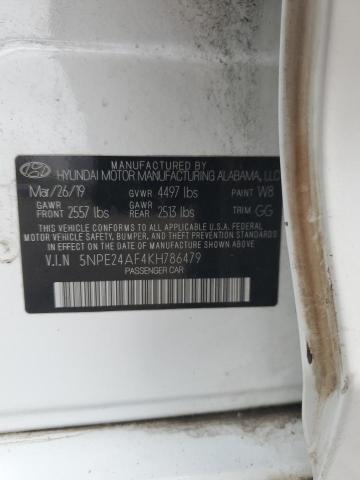 MANUFACTURED BY
HYUNDAI MOTOR MANUFACTURING ALABAMA, LLC
Mar/26/19 GVWR 4497 lbs PAINT W8
GAWR FRONT 2557 lbs GAWR REAR 2513 lbs TRIM GG
THIS VEHICLE CONFORMS TO ALL APPLICABLE U.S.A. FEDERAL
MOTOR VEHICLE SAFETY, BUMPER, AND THEFT PREVENTION
STANDARDS IN EFFECT ON THE DATE OF MANUFACTURE SHOWN ABOVE.
V.I.N 5NPE24AF4KH786479
PASSENGER CAR